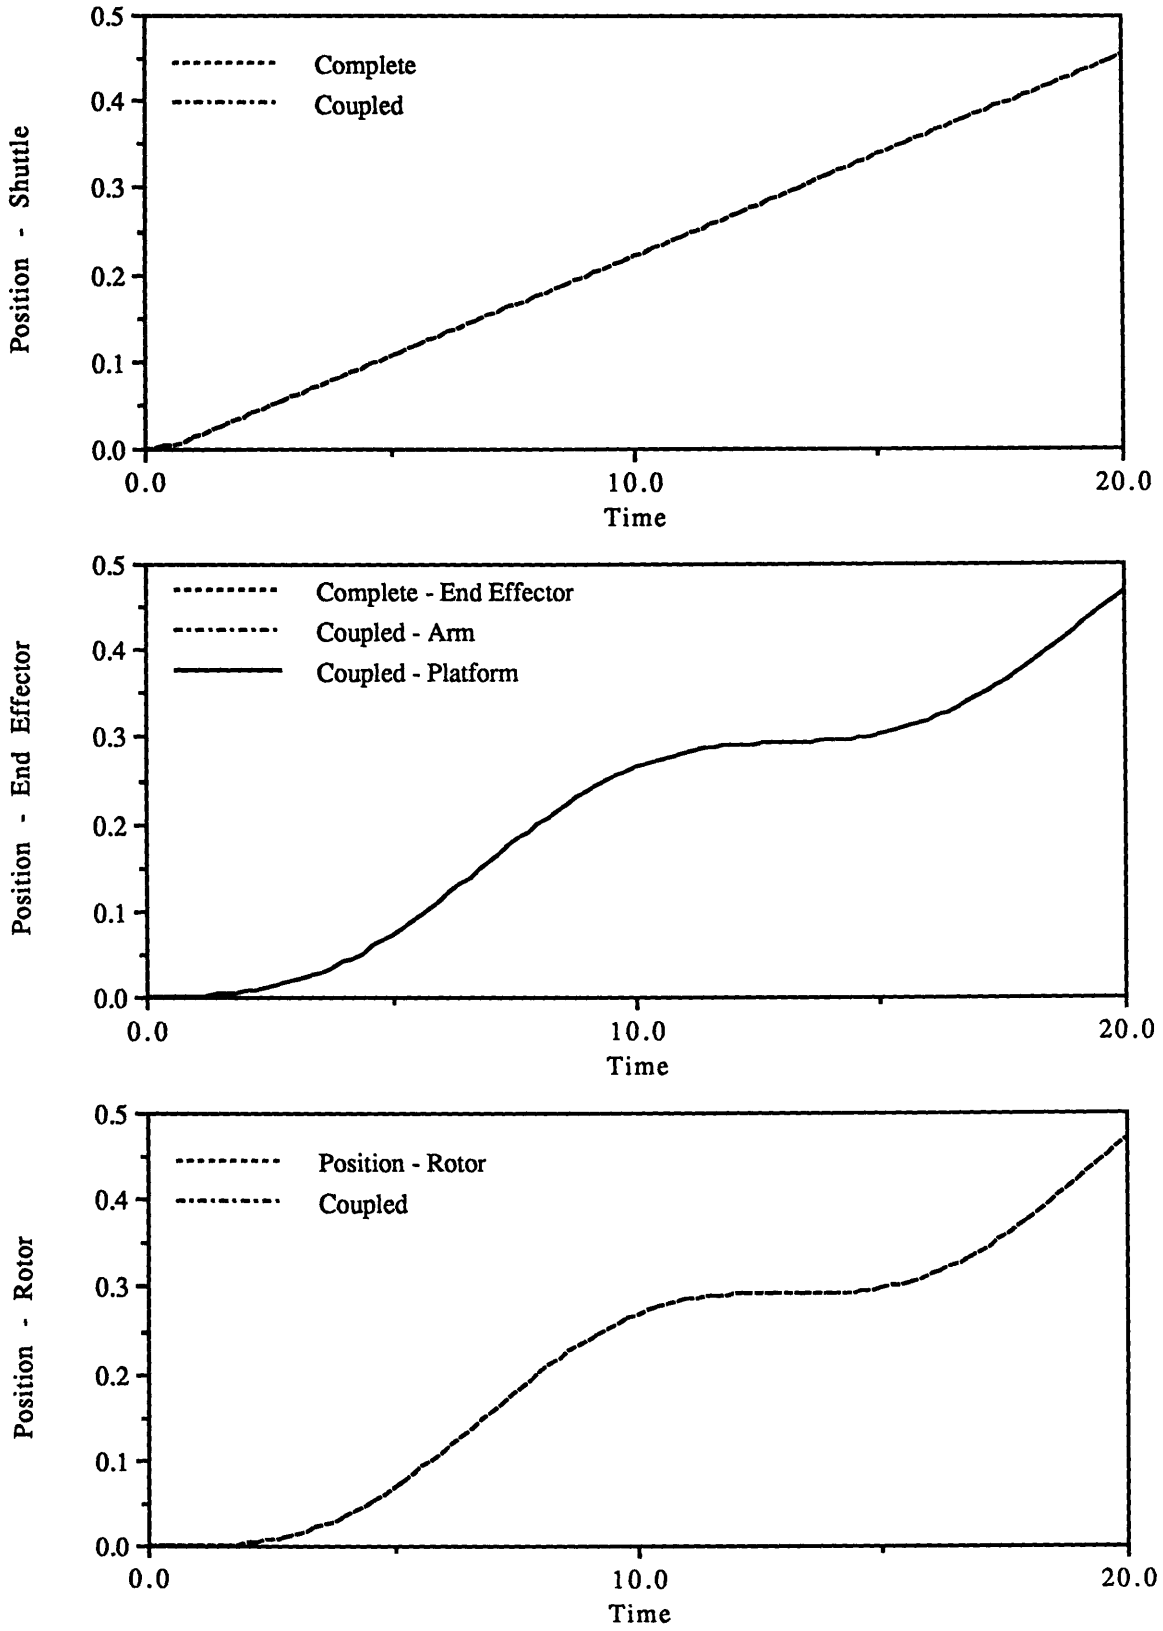 Position - Shuttle
0.5
0.4
0.3
0.2
0.1
0.0
Complete
Coupled
0.0 10.0 20.0
Time
Position - End Effector
0.5
0.4
0.3
0.2
0.1
0.0
Complete - End Effector
Coupled - Arm
Coupled - Platform
0.0 10.0 20.0
Time
Position - Rotor
0.5
0.4
0.3
0.2
0.1
0.0
Position - Rotor
Coupled
0.0 10.0 20.0
Time